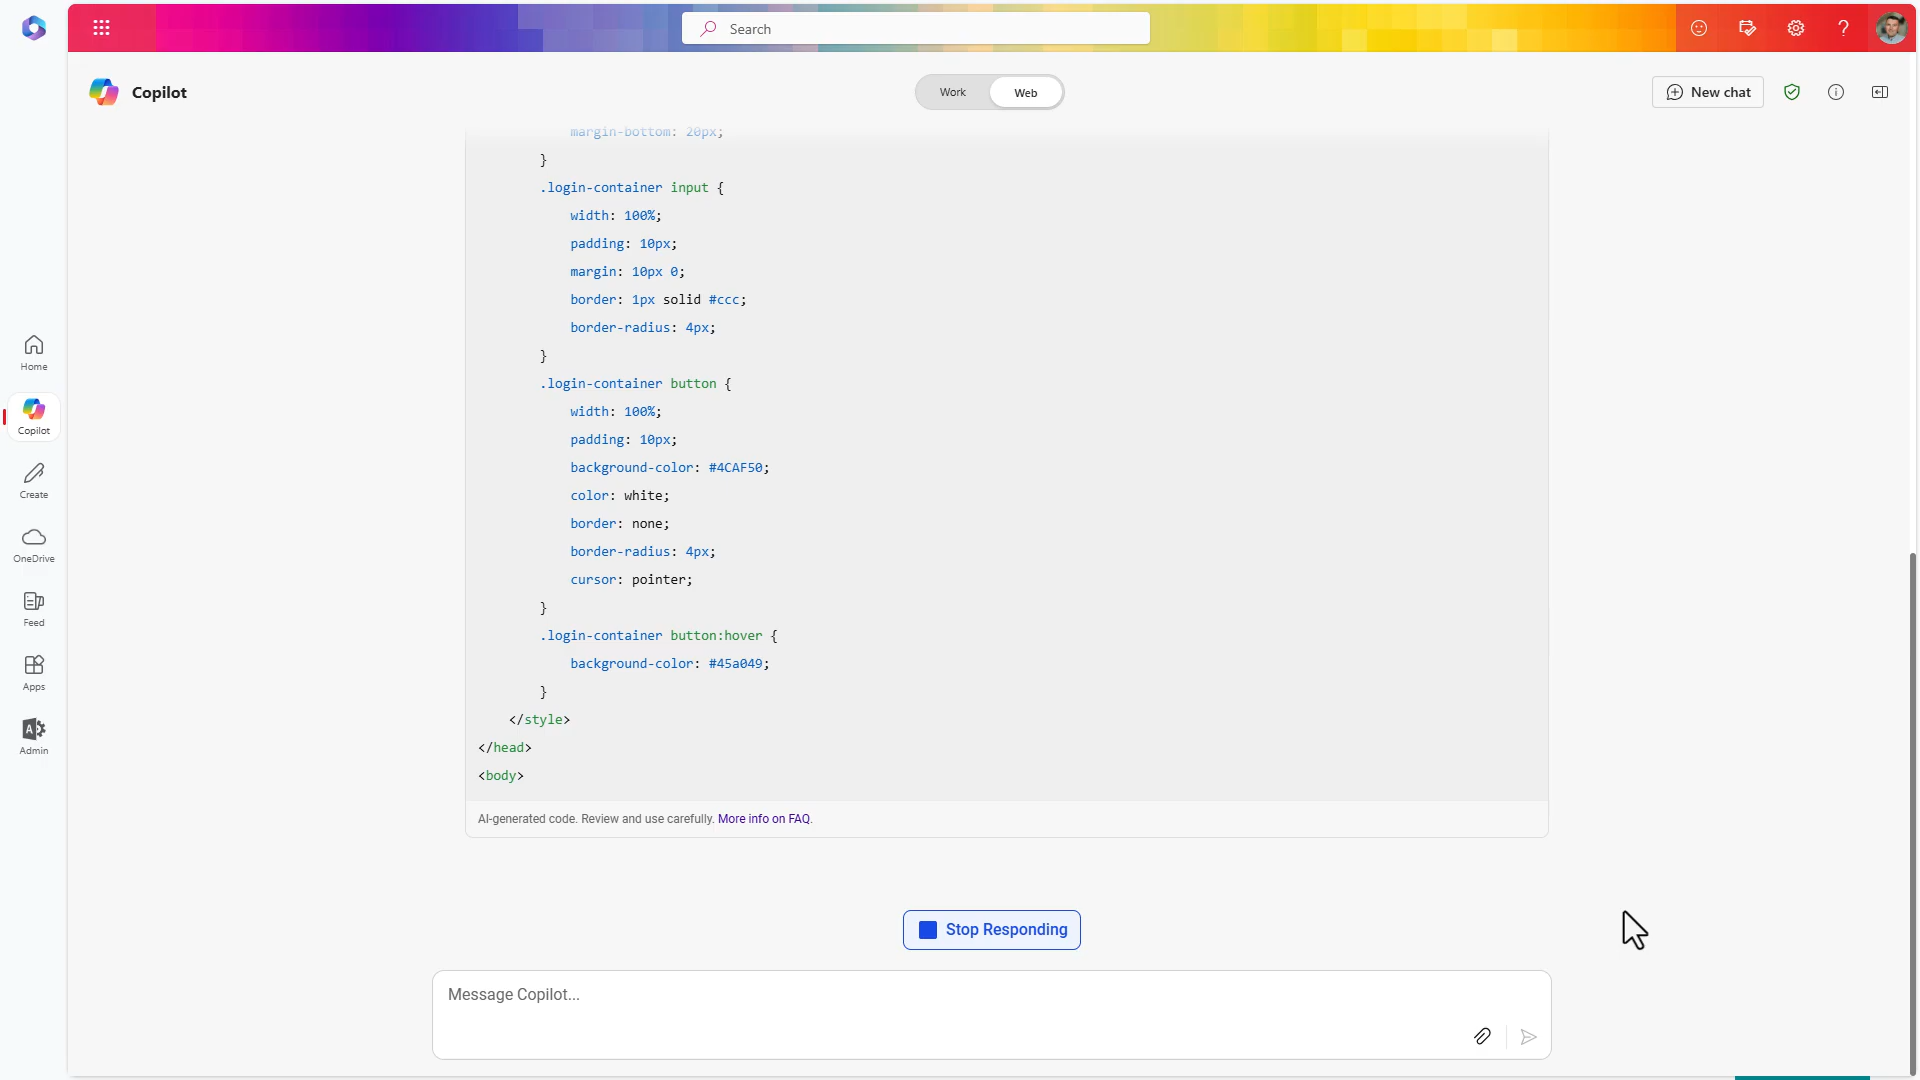 Search
Copilot
Work
Web
New chat
margin-bottom: 20px;
}
.login-container input {
width: 100%;
padding: 10px;
margin: 10px 0;
border: 1px solid #ccc;
border-radius: 4px;
}
.login-container button {
width: 100%;
padding: 10px;
background-color: #4CAF50;
color: white;
border: none;
border-radius: 4px;
cursor: pointer;
}
.login-container button:hover {
background-color: #45a049;
}
</style>
</head>
<body>
AI-generated code. Review and use carefully. More info on FAQ.
Stop Responding
Message Copilot...
Home
Copilot
Create
OneDrive
Feed
Apps
Admin